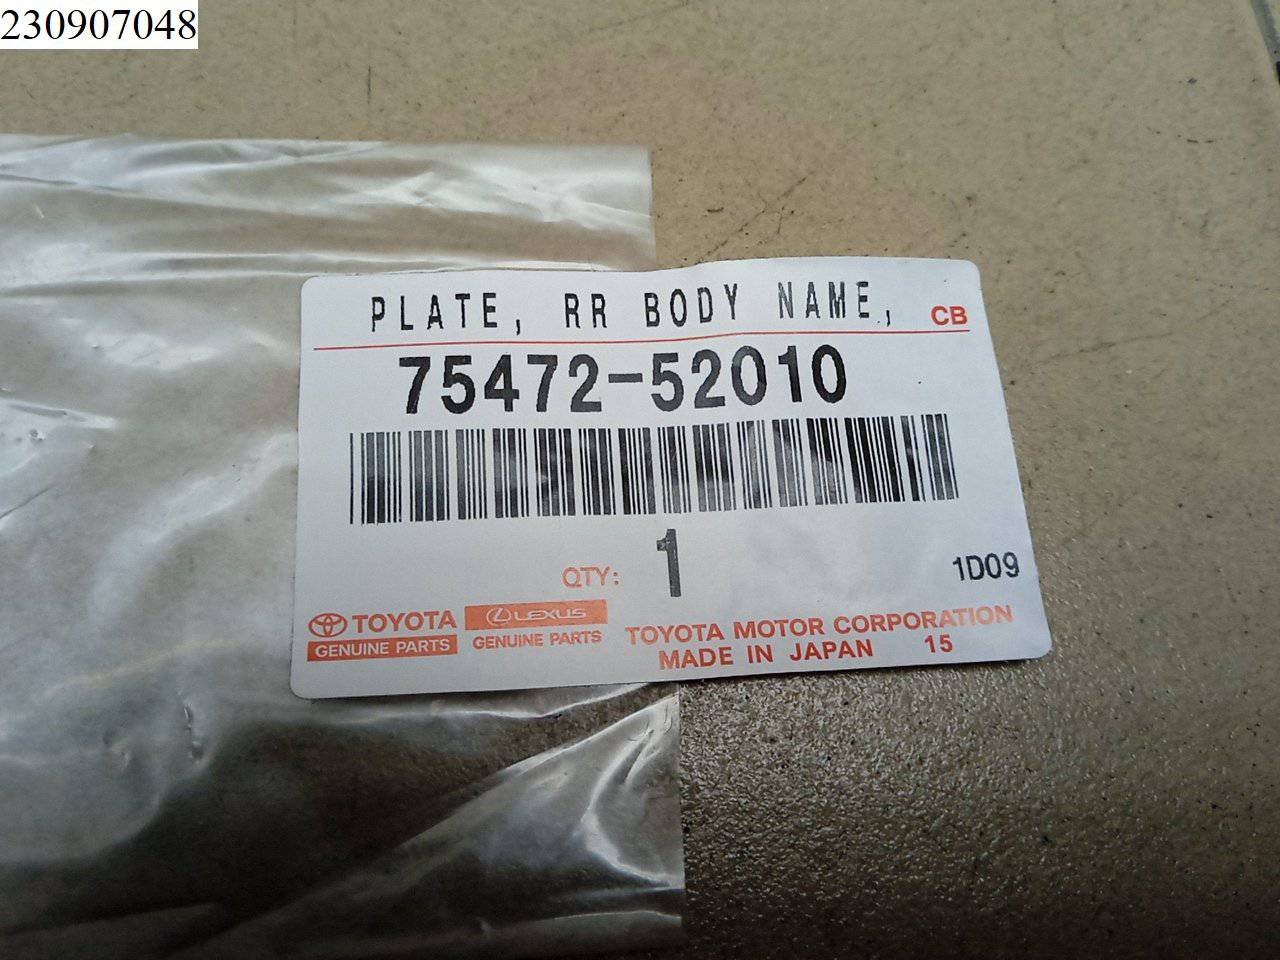 230907048
PLATE, RR BODY NAME,
CB
75472-52010
QTY: 1
1D09
TOYOTA
GENUINE PARTS
LEXUS
GENUINE PARTS
TOYOTA MOTOR CORPORATION
MADE IN JAPAN 15